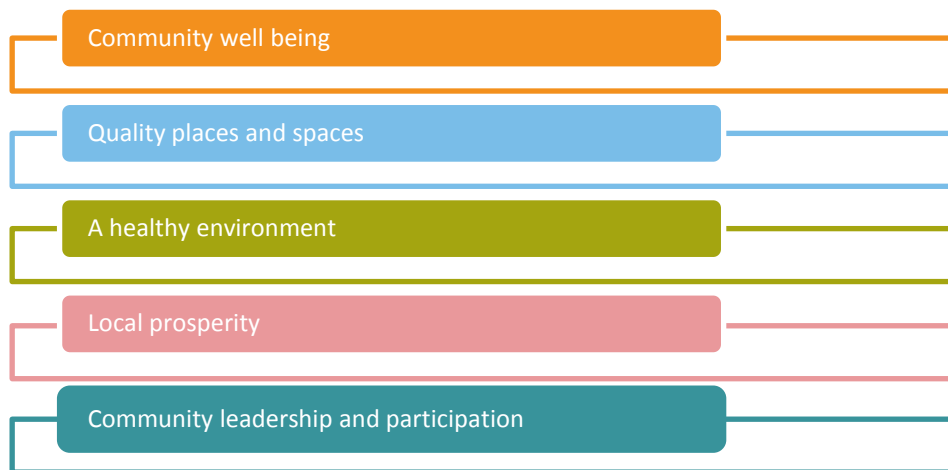 Community well being
Quality places and spaces
A healthy environment
Local prosperity
Community leadership and participation